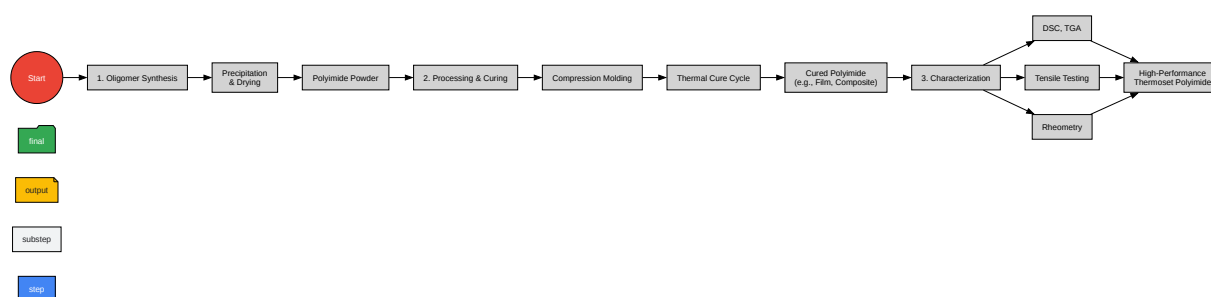 Start
1. Oligomer Synthesis
Precipitation
& Drying
Polyimide Powder
2. Processing & Curing
Compression Molding
Thermal Cure Cycle
Cured Polyimide
(e.g., Film, Composite)
3. Characterization
DSC, TGA
Tensile Testing
Rheometry
High-Performance
Thermoset Polyimide
final
output
substep
step